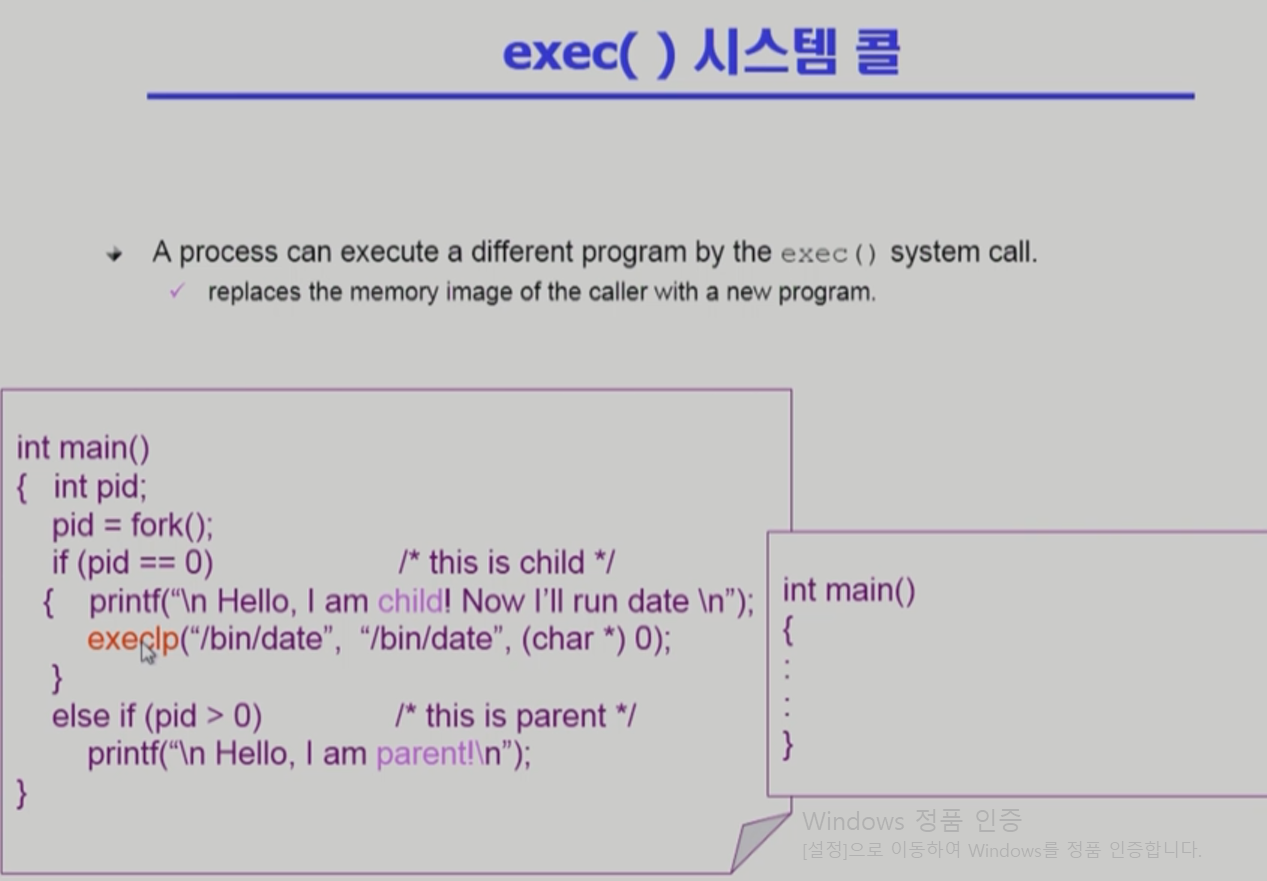 exec( ) 시스템 콜
A process can execute a different program by the exec() system call.
replaces the memory image of the caller with a new program.
int main()
{ int pid;
pid = fork();
if (pid == 0) /* this is child */
{ printf(“\n Hello, I am child! Now I’ll run date \n”);
execlp(“/bin/date”, “/bin/date”, (char *) 0);
}
else if (pid > 0) /* this is parent */
printf(“\n Hello, I am parent!\n”);
}
int main()
{
:
:
}
Windows 정품 인증
[설정]으로 이동하여 Windows를 정품 인증합니다.